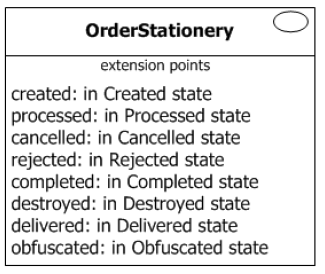 OrderStationery
extension points
created: in Created state
processed: in Processed state
cancelled: in Cancelled state
rejected: in Rejected state
completed: in Completed state
destroyed: in Destroyed state
delivered: in Delivered state
obfuscated: in Obfuscated state